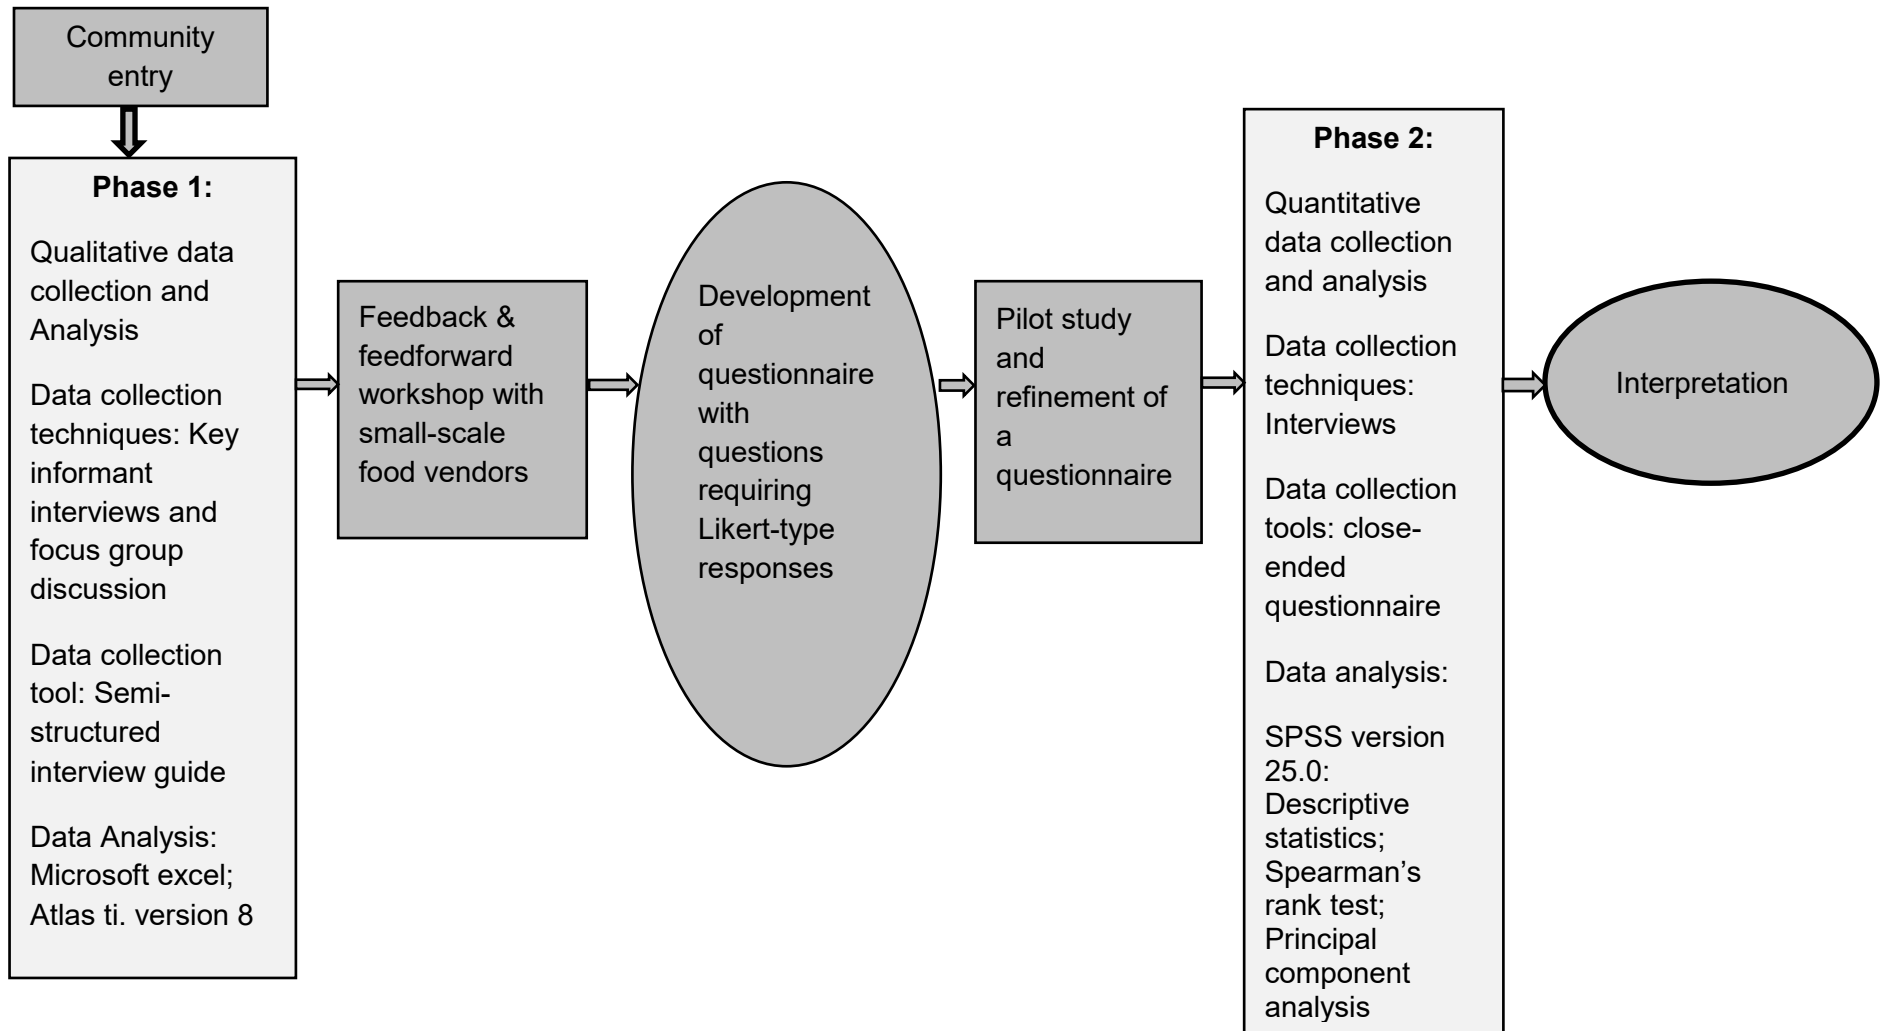 Community
entry
Phase 1:
Qualitative data
collection and
Analysis
Data collection
techniques: Key
informant
interviews and
focus group
discussion
Data collection
tool: Semi-
structured
interview guide
Data Analysis:
Microsoft excel;
Atlas ti. version 8
Feedback &
feedforward
workshop with
small-scale
food vendors
Development
of
questionnaire
with
questions
requiring
Likert-type
responses
Pilot study
and
refinement of
a
questionnaire
Phase 2:
Quantitative
data collection
and analysis
Data collection
techniques:
Interviews
Data collection
tools: close-
ended
questionnaire
Data analysis:
SPSS version
25.0:
Descriptive
statistics;
Spearman’s
rank test;
Principal
component
analysis
Interpretation